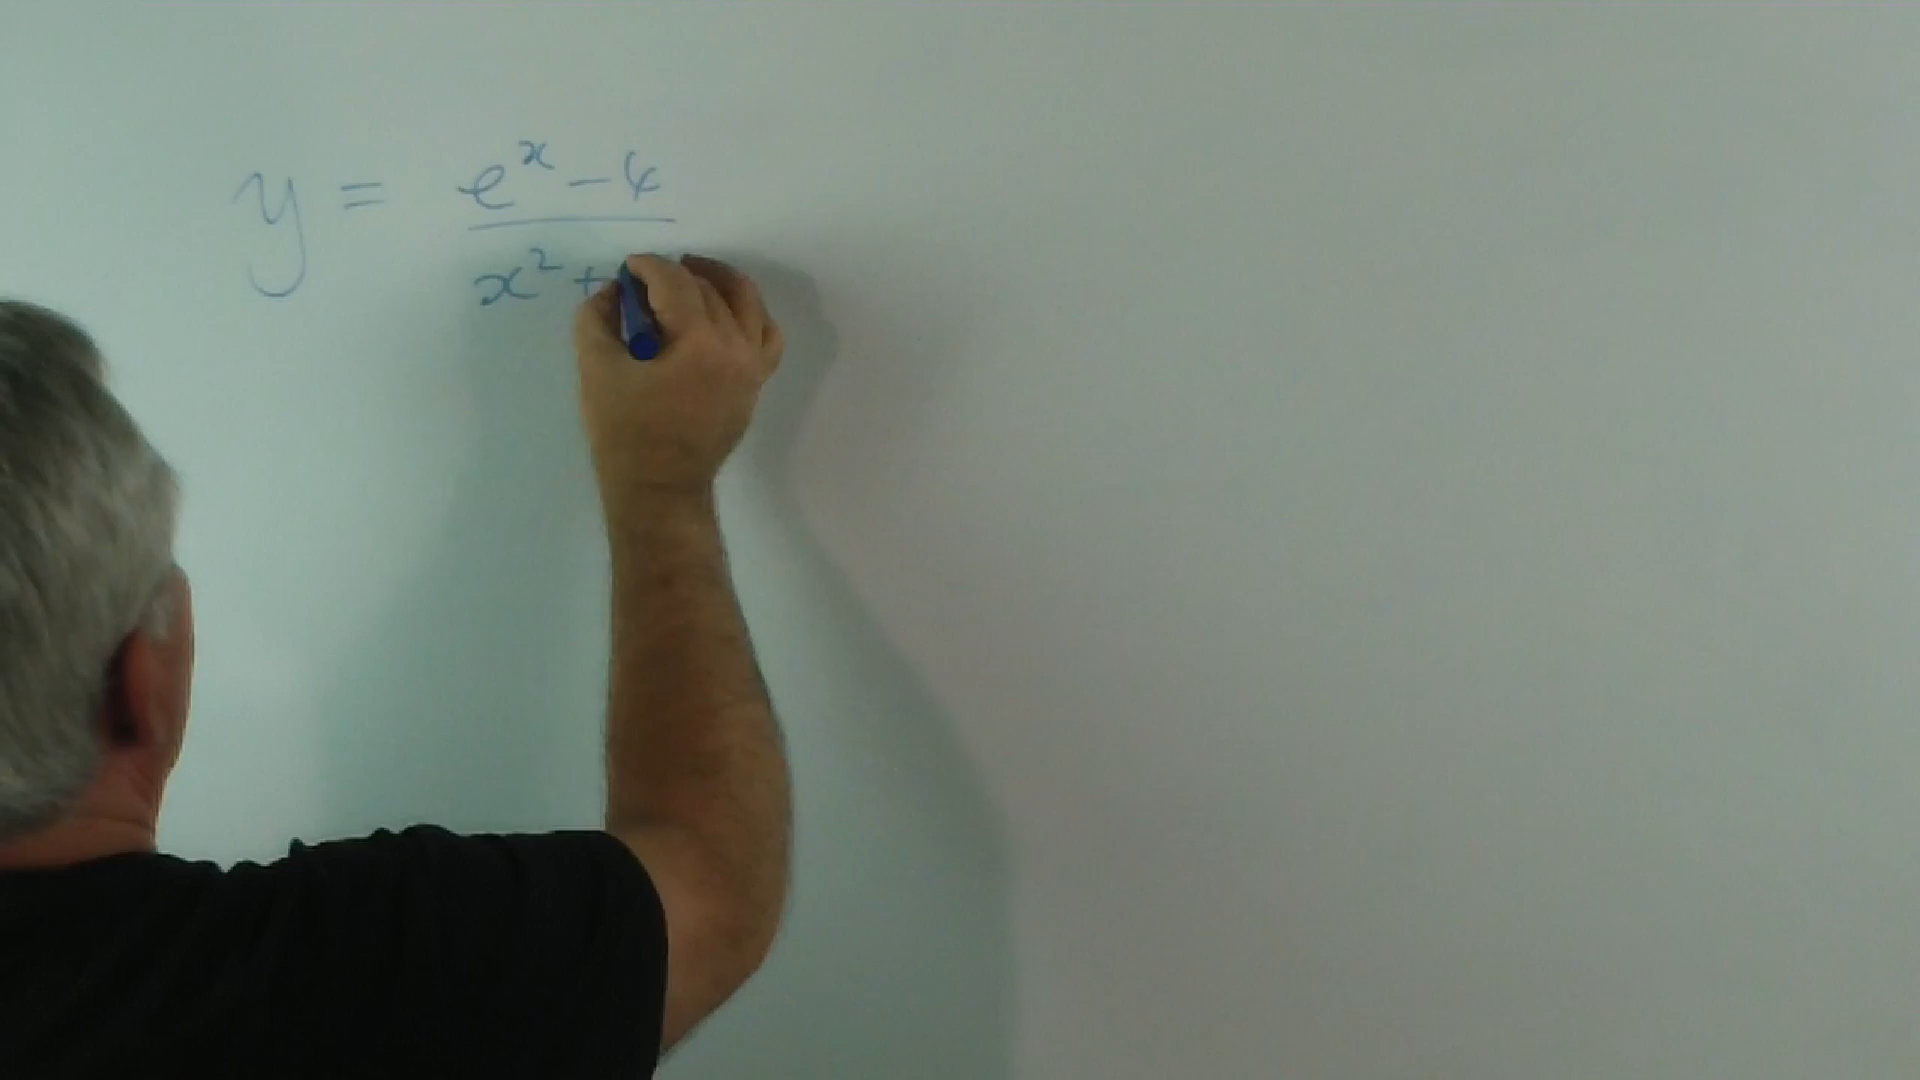 y = e^x - 4 / x^2 +